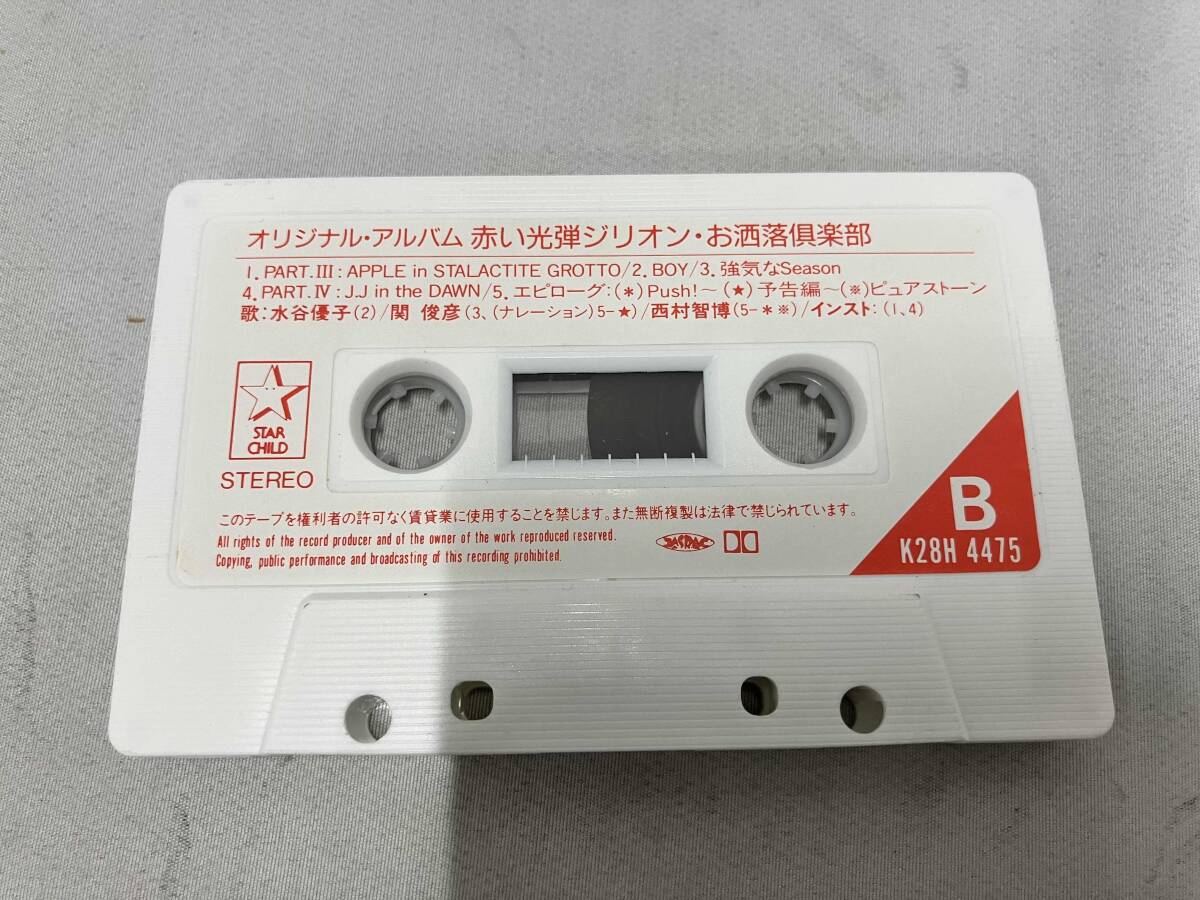 オリジナル・アルバム 赤い光弾ジリオン・お洒落倶楽部
1. PART.III : APPLE in STALACTITE GROTTO/2. BOY/3. 強気なSeason
4. PART.IV : J.J in the DAWN/5. エピローグ:(*)Push!～(★)予告編～(※)ピュアストーン
歌:水谷優子(2)/関 俊彦(3、(ナレーション)5-★)/西村智博(5-*※)/インスト:(1、4)
STAR
CHILD
STEREO
このテープを権利者の許可なく賃貸業に使用することを禁じます。また無断複製は法律で禁じられています。
All rights of the record producer and of the owner of the work reproduced reserved.
Copying, public performance and broadcasting of this recording prohibited.
JASRAC
B
K28H 4475